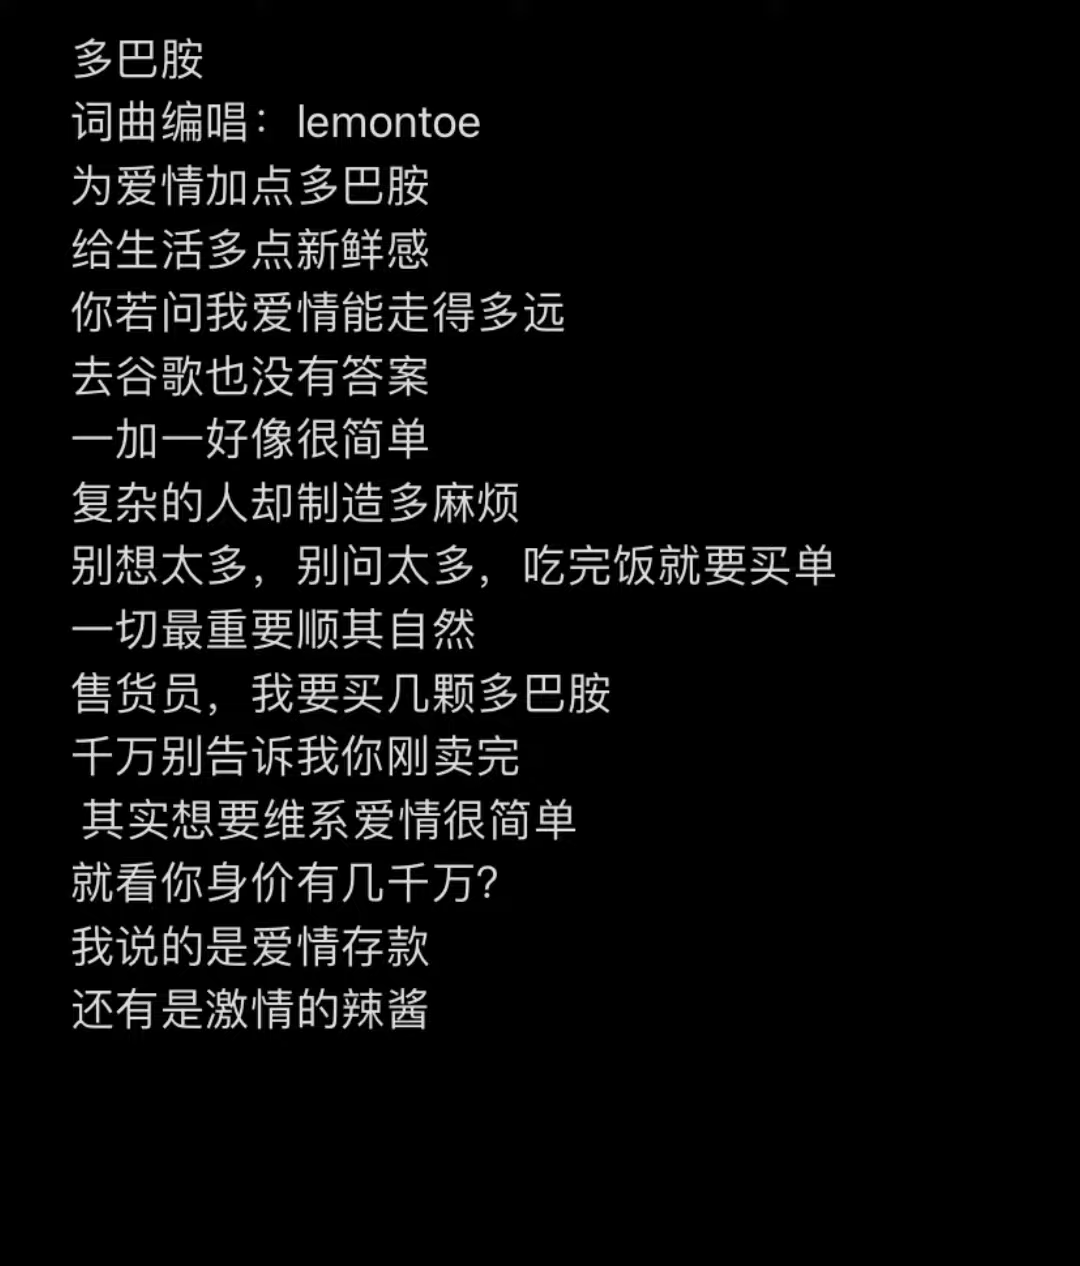 多巴胺
词曲编唱：lemontoe
为爱情加点多巴胺
给生活多点新鲜感
你若问我爱情能走得多远
去谷歌也没有答案
一加一好像很简单
复杂的人却制造多麻烦
别想太多，别问太多，吃完饭就要买单
一切最重要顺其自然
售货员，我要买几颗多巴胺
千万别告诉我你刚卖完
其实想要维系爱情很简单
就看你身价有几千万？
我说的是爱情存款
还有是激情的辣酱